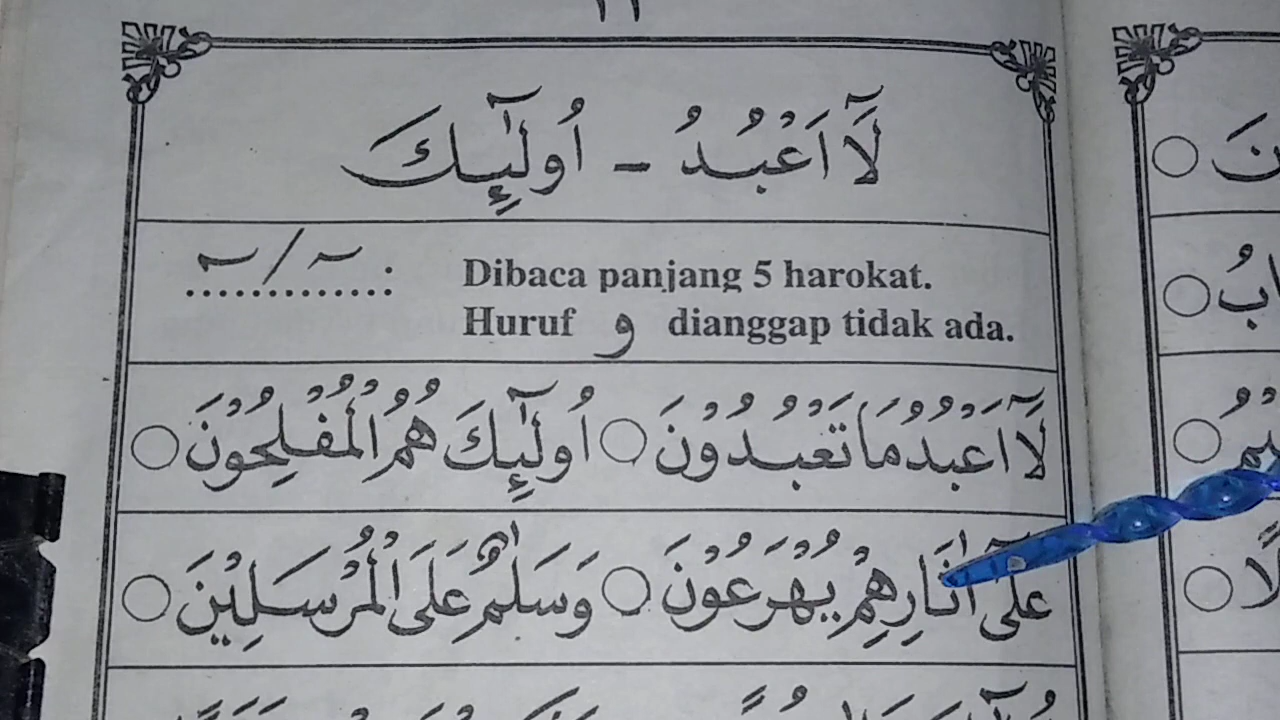 لَآ اَعْبُدُ – اُولٰٓئِكَ
Dibaca panjang 5 harokat.
Huruf و dianggap tidak ada.
لَآ اَعْبُدُ مَا تَعْبُدُوْنَ ○ اُولٰٓئِكَ هُمُ الْمُفْلِحُوْنَ ○
عَلٰٓى اٰثَارِهِمْ يُهْرَعُوْنَ ○ وَسَلٰمٌ عَلَى الْمُرْسَلِيْنَ ○